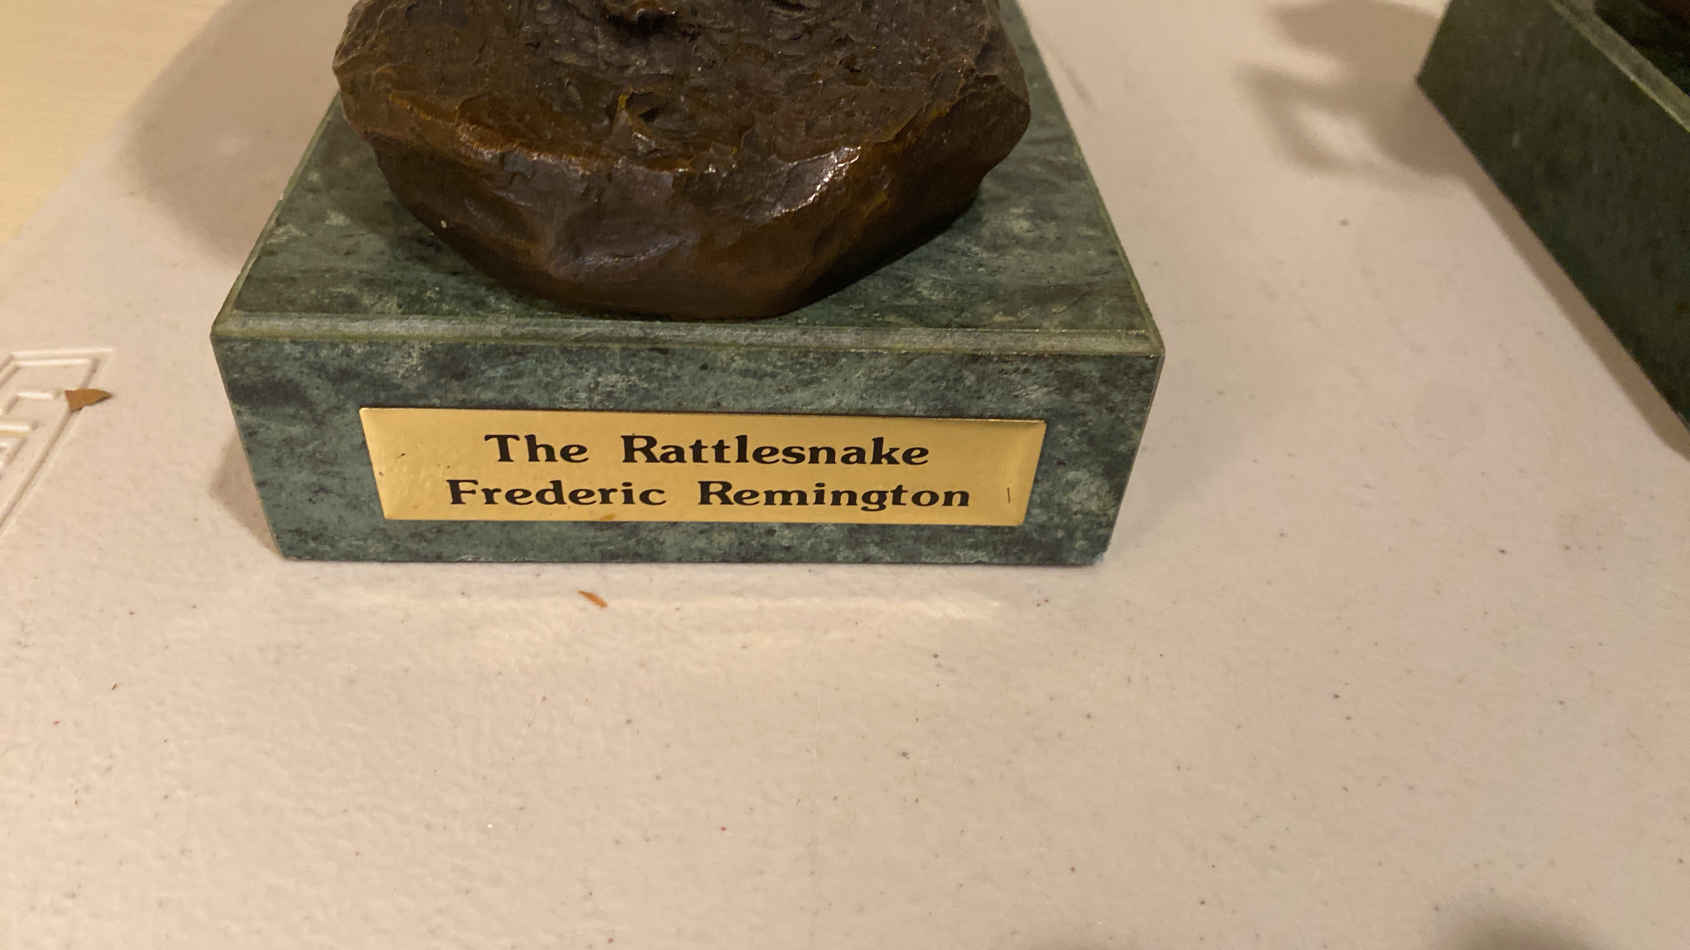 The Rattlesnake
Frederic Remington